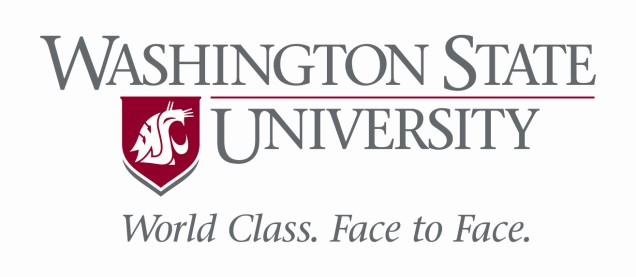 WASHINGTON STATE
UNIVERSITY
World Class. Face to Face.